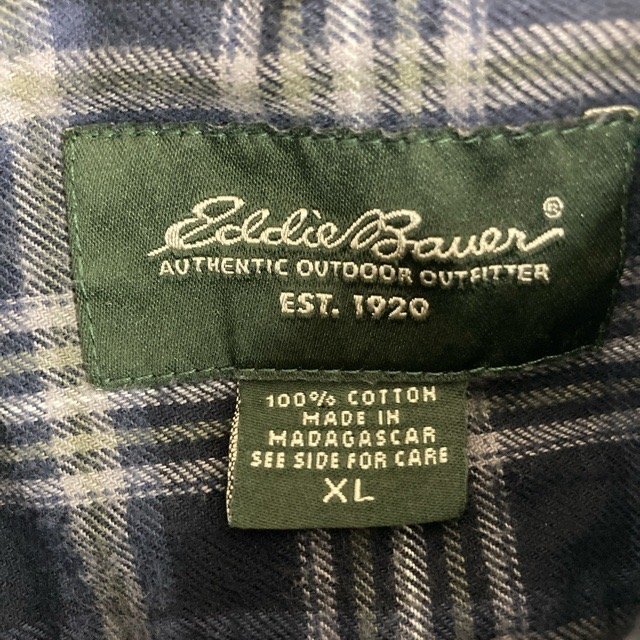 Eddie Bauer®
AUTHENTIC OUTDOOR OUTFITTER
EST. 1920
100% COTTON
MADE IN
MADAGASCAR
SEE SIDE FOR CARE
XL